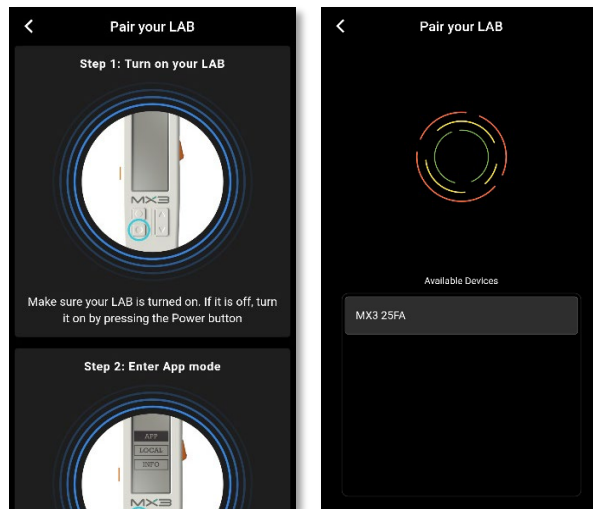 Pair your LAB
Step 1: Turn on your LAB
MX3
Make sure your LAB is turned on. If it is off, turn
it on by pressing the Power button
Step 2: Enter App mode
APP
LOCAL
INFO
MX3
Pair your LAB
Available Devices
MX3 25FA